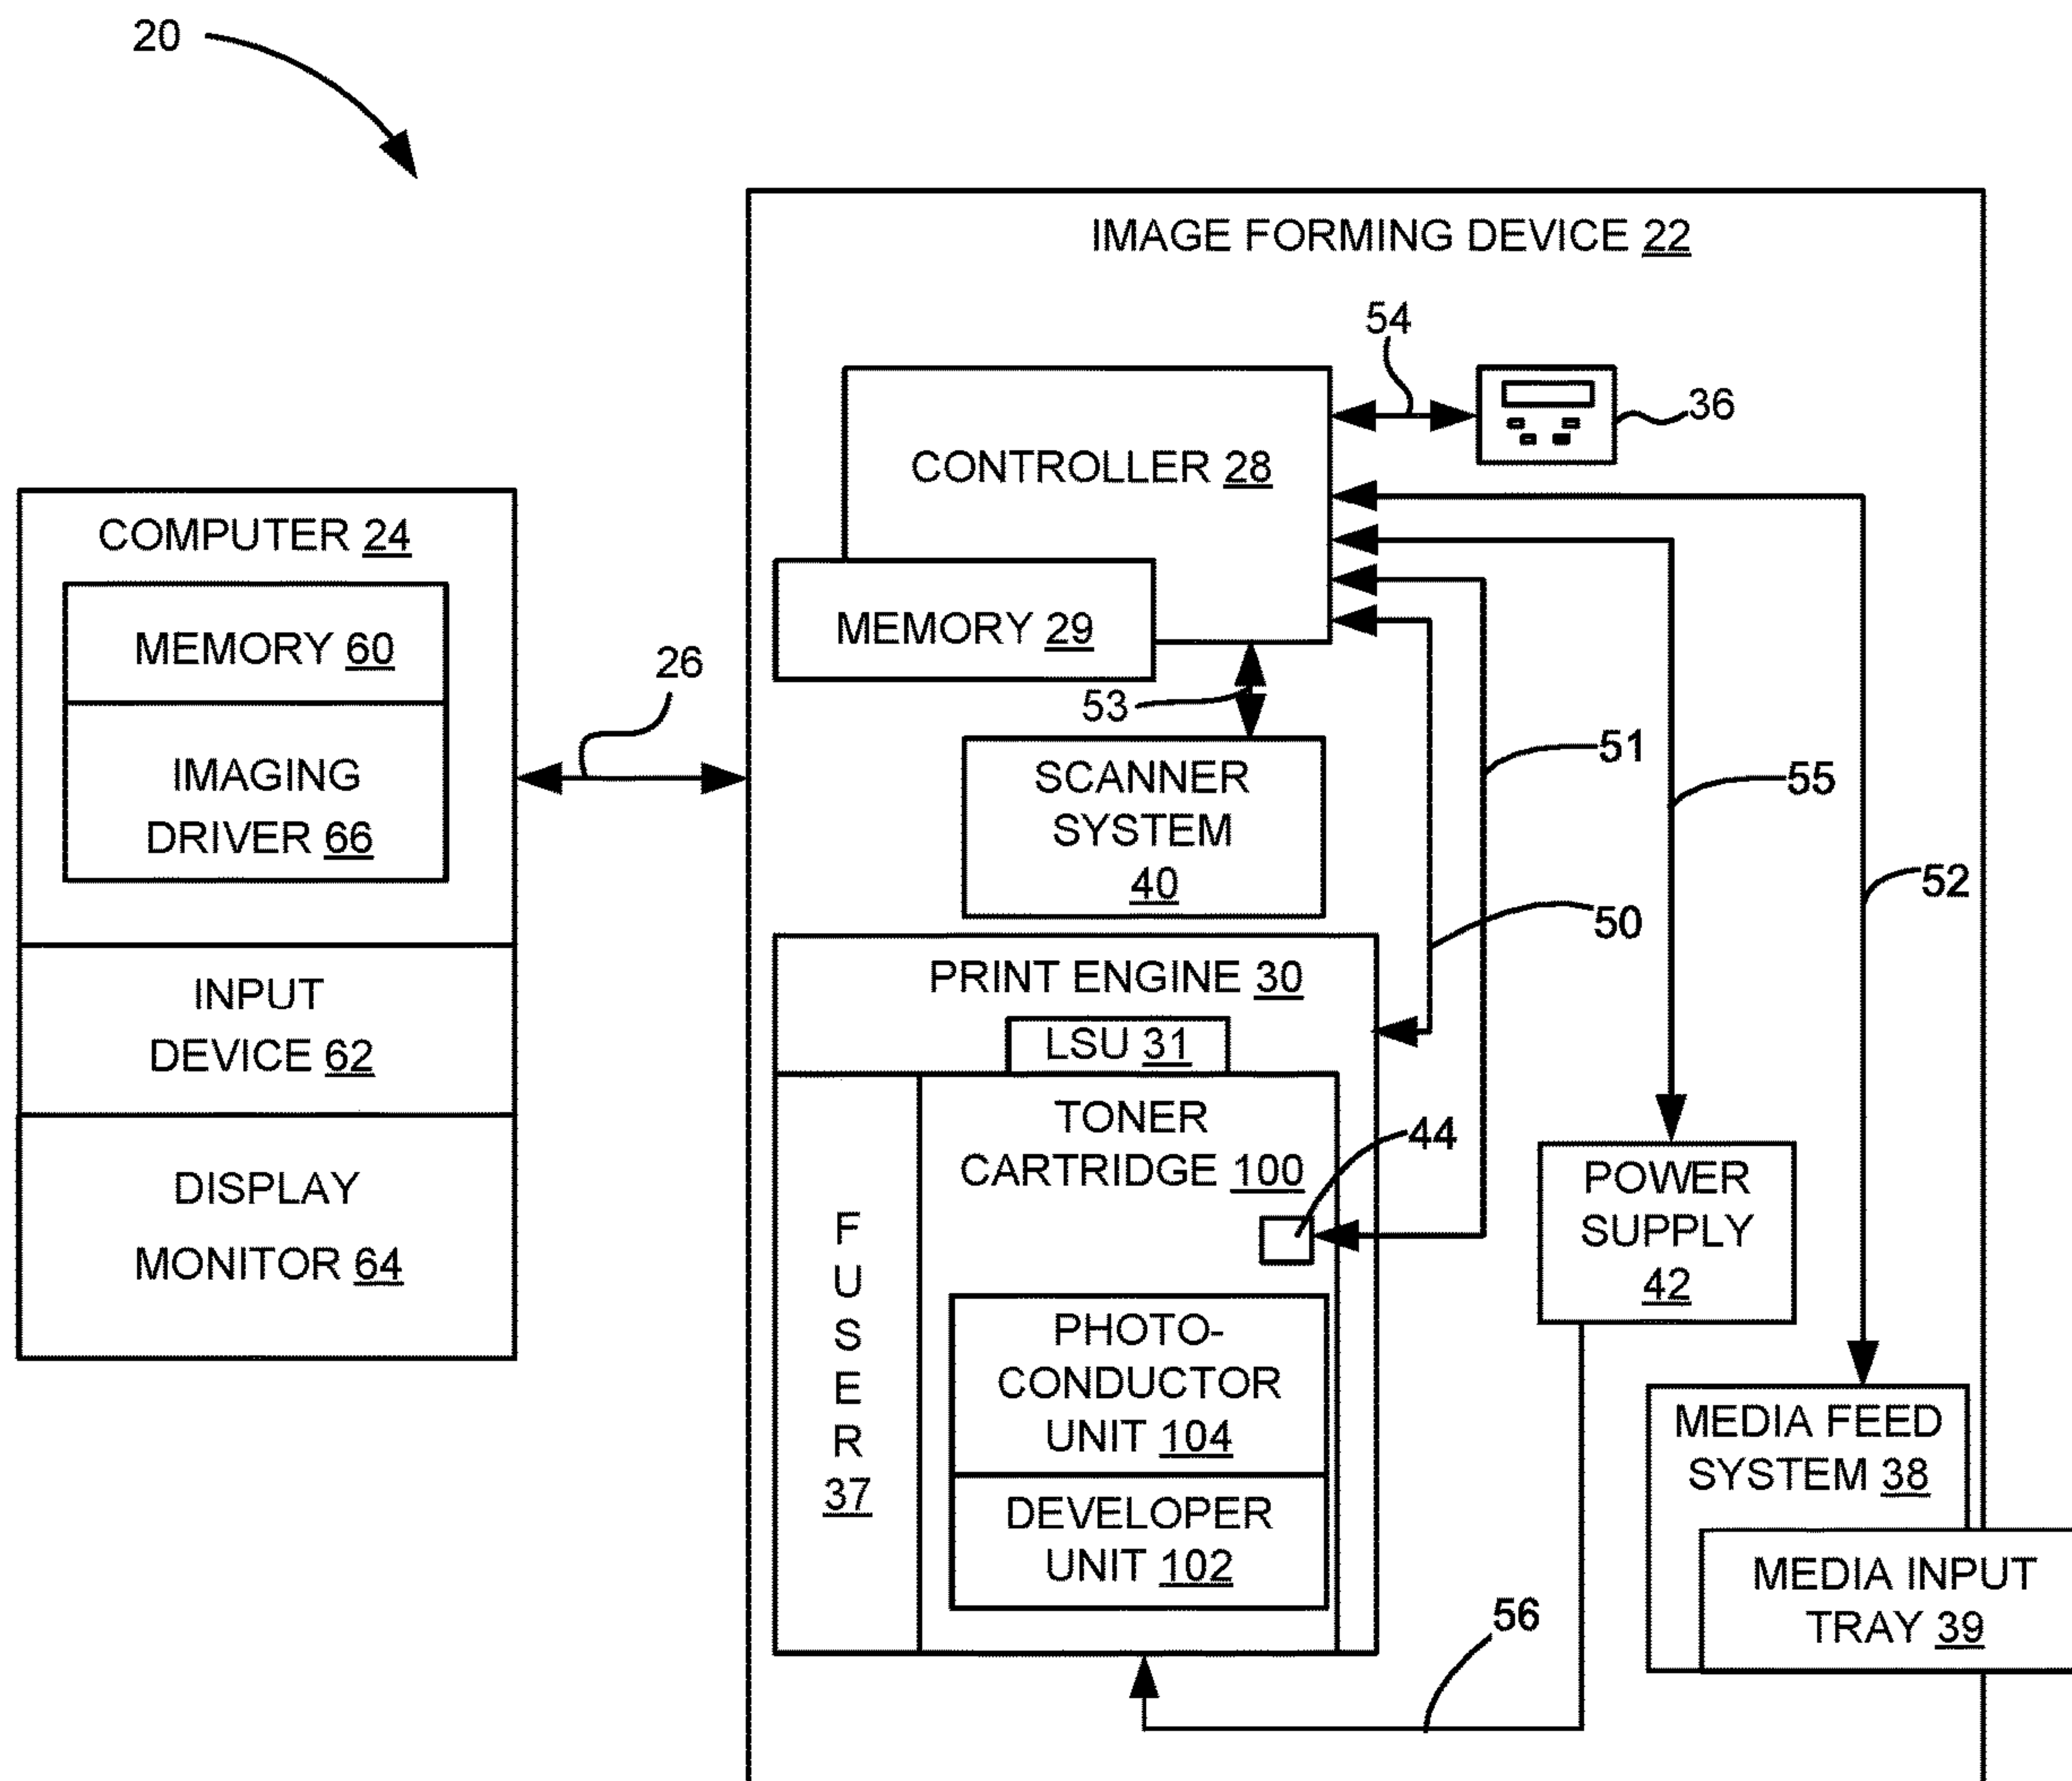 20
IMAGE FORMING DEVICE 22
54
36
CONTROLLER 28
MEMORY 29
53
COMPUTER 24
MEMORY 60
IMAGING
DRIVER 66
INPUT
DEVICE 62
DISPLAY
MONITOR 64
26
SCANNER
SYSTEM
40
51
55
52
50
PRINT ENGINE 30
LSU 31
TONER
CARTRIDGE 100
44
FUSER
37
PHOTO-
CONDUCTOR
UNIT 104
DEVELOPER
UNIT 102
POWER
SUPPLY
42
MEDIA FEED
SYSTEM 38
MEDIA INPUT
TRAY 39
56